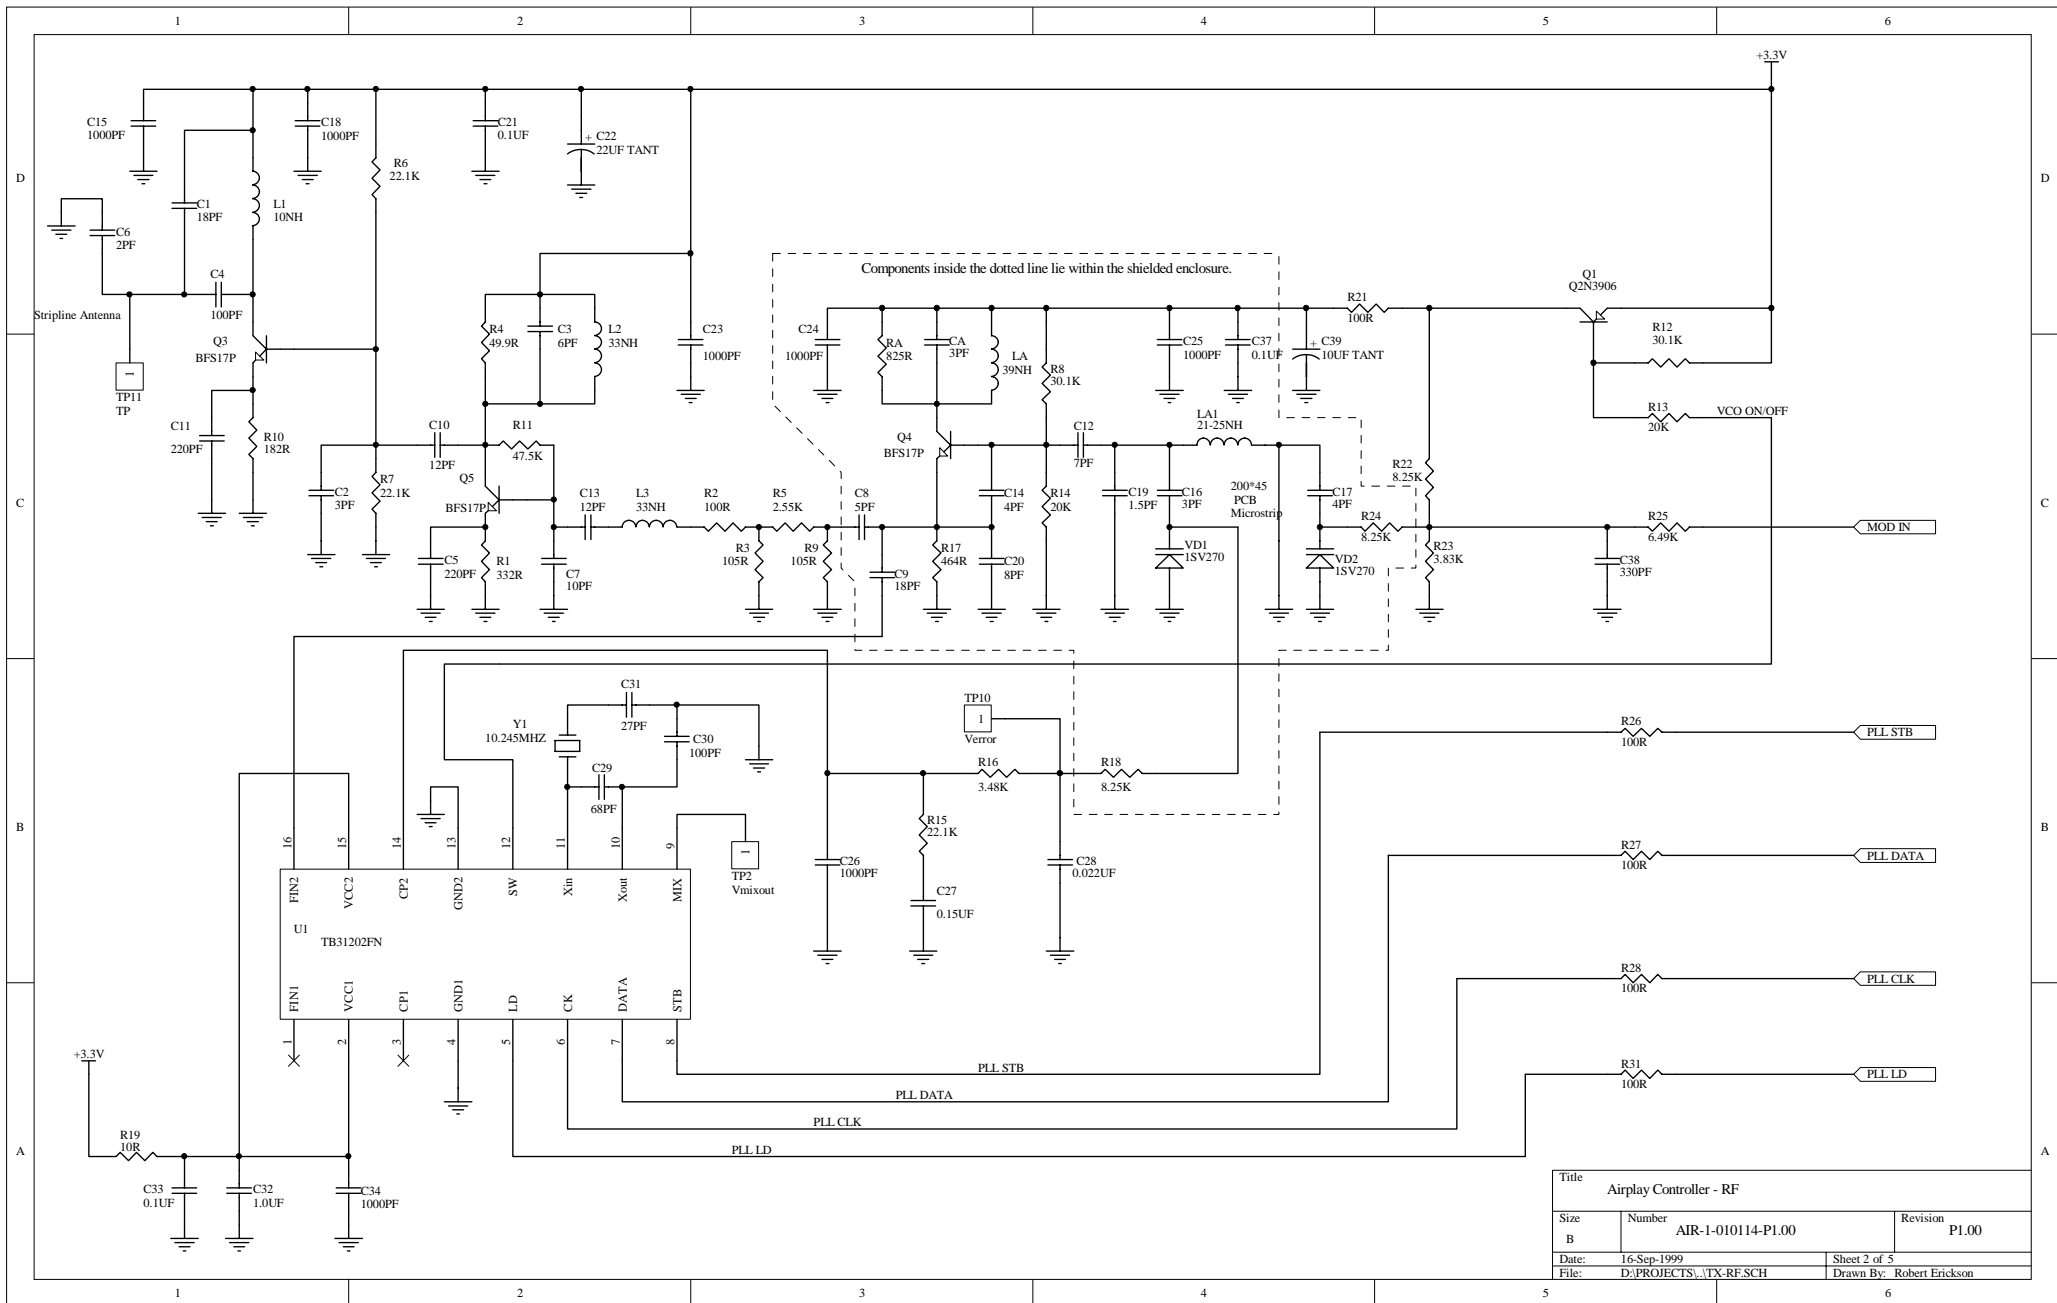 1 2 3 4 5 6
+3.3V
D D
C15
1000PF
C18
1000PF
C21
0.1UF
+ C22
22UF TANT
R6
22.1K
C1
18PF
L1
10NH
C6
2PF
C4
100PF
Stripline Antenna
Q3
BFS17P
1
TP11
TP
C11
220PF
R10
182R
R4
49.9R
C3
6PF
L2
33NH
C23
1000PF
C10
12PF
R11
47.5K
Q5
BFS17P
C2
3PF
R7
22.1K
C5
220PF
R1
332R
C7
10PF
C13
12PF
L3
33NH
R2
100R
R5
2.55K
R3
105R
R9
105R
C8
5PF
C9
18PF
Components inside the dotted line lie within the shielded enclosure.
C24
1000PF
RA
825R
CA
3PF
LA
39NH
R8
30.1K
C25
1000PF
C37
0.1UF
+ C39
10UF TANT
R21
100R
Q1
Q2N3906
R12
30.1K
R13
20K
VCO ON/OFF
Q4
BFS17P
C12
7PF
LA1
21-25NH
C14
4PF
R14
20K
C19
1.5PF
C16
3PF
200*45
PCB
Microstrip
C17
4PF
R22
8.25K
R24
8.25K
R25
6.49K
MOD IN
R17
464R
C20
8PF
VD1
1SV270
VD2
1SV270
R23
3.83K
C38
330PF
C C
C31
27PF
Y1
10.245MHZ
C30
100PF
C29
68PF
TP10
1
Verror
R16
3.48K
R18
8.25K
R15
22.1K
C26
1000PF
C27
0.15UF
C28
0.022UF
1
TP2
Vmixout
R26
100R
PLL STB
R27
100R
PLL DATA
R28
100R
PLL CLK
R31
100R
PLL LD
B B
16 15 14 13 12 11 10 9
FIN2 VCC2 CP2 GND2 SW Xin Xout MIX
U1
TB31202FN
FIN1 VCC1 CP1 GND1 LD CK DATA STB
1 2 3 4 5 6 7 8
PLL STB
PLL DATA
PLL CLK
PLL LD
+3.3V
R19
10R
C33
0.1UF
C32
1.0UF
C34
1000PF
A A
Title
Airplay Controller - RF
Size
B
Number
AIR-1-010114-P1.00
Revision
P1.00
Date: 16-Sep-1999 Sheet 2 of 5
File: D:\PROJECTS\..\TX-RF.SCH Drawn By: Robert Erickson
1 2 3 4 5 6